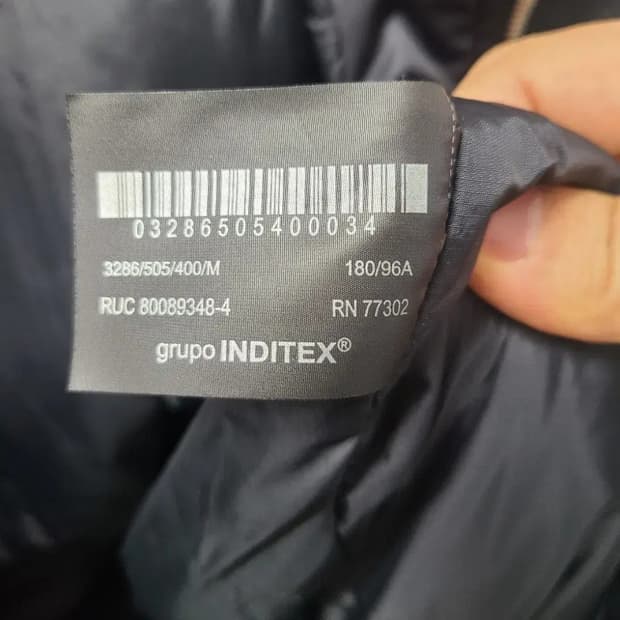 03286505400034
3286/505/400/M 180/96A
RUC 80089348-4 RN 77302
grupo INDITEX®